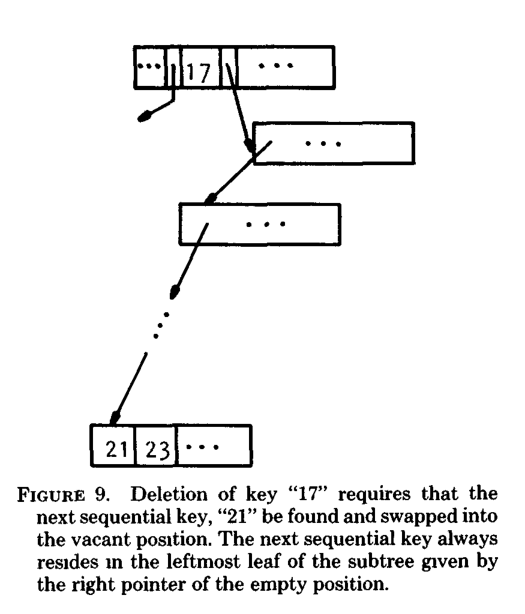 ... 17 ...
...
...
21 23 ...
FIGURE 9. Deletion of key “17” requires that the
next sequential key, “21” be found and swapped into
the vacant position. The next sequential key always
resides in the leftmost leaf of the subtree given by
the right pointer of the empty position.